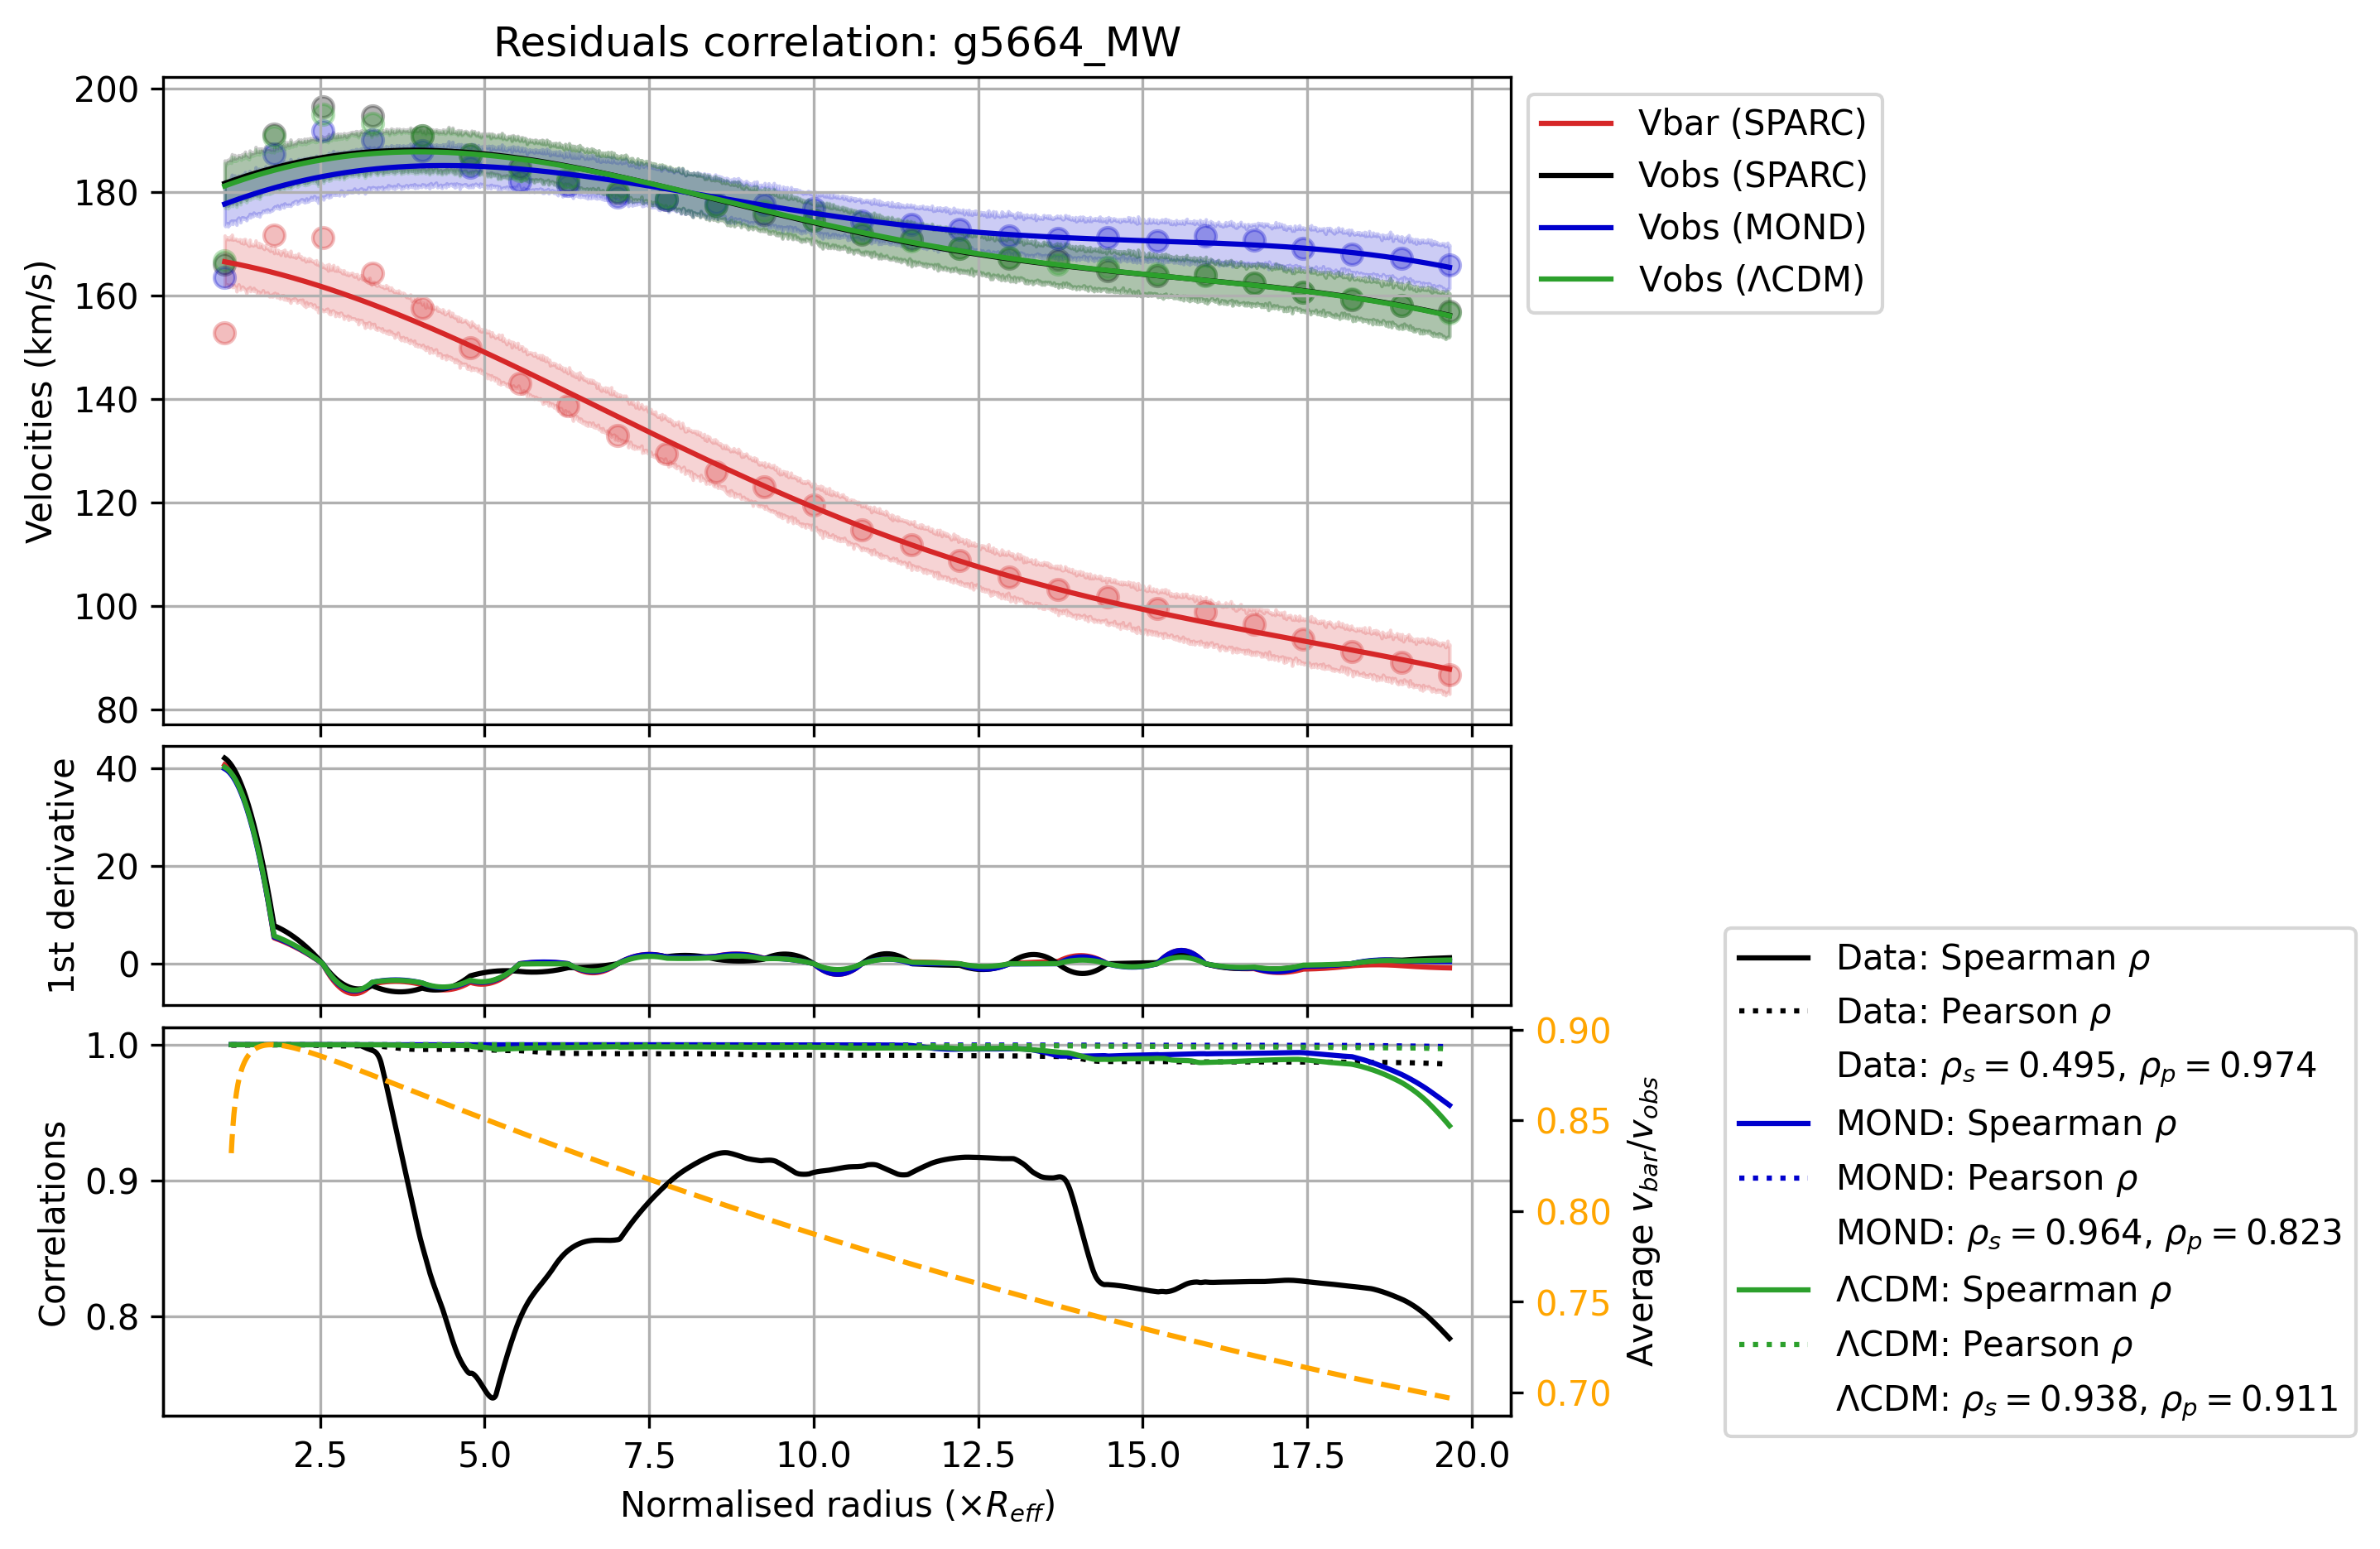 Residuals correlation: g5664_MW
200
180
160
140
120
100
80
Velocities (km/s)
Vbar (SPARC)
Vobs (SPARC)
Vobs (MOND)
Vobs (ΛCDM)
40
20
0
1st derivative
1.0
0.9
0.8
Correlations
0.90
0.85
0.80
0.75
0.70
Average v_bar/v_obs
2.5 5.0 7.5 10.0 12.5 15.0 17.5 20.0
Normalised radius (×R_eff)
Data: Spearman ρ
Data: Pearson ρ
Data: ρ_s = 0.495, ρ_p = 0.974
MOND: Spearman ρ
MOND: Pearson ρ
MOND: ρ_s = 0.964, ρ_p = 0.823
ΛCDM: Spearman ρ
ΛCDM: Pearson ρ
ΛCDM: ρ_s = 0.938, ρ_p = 0.911